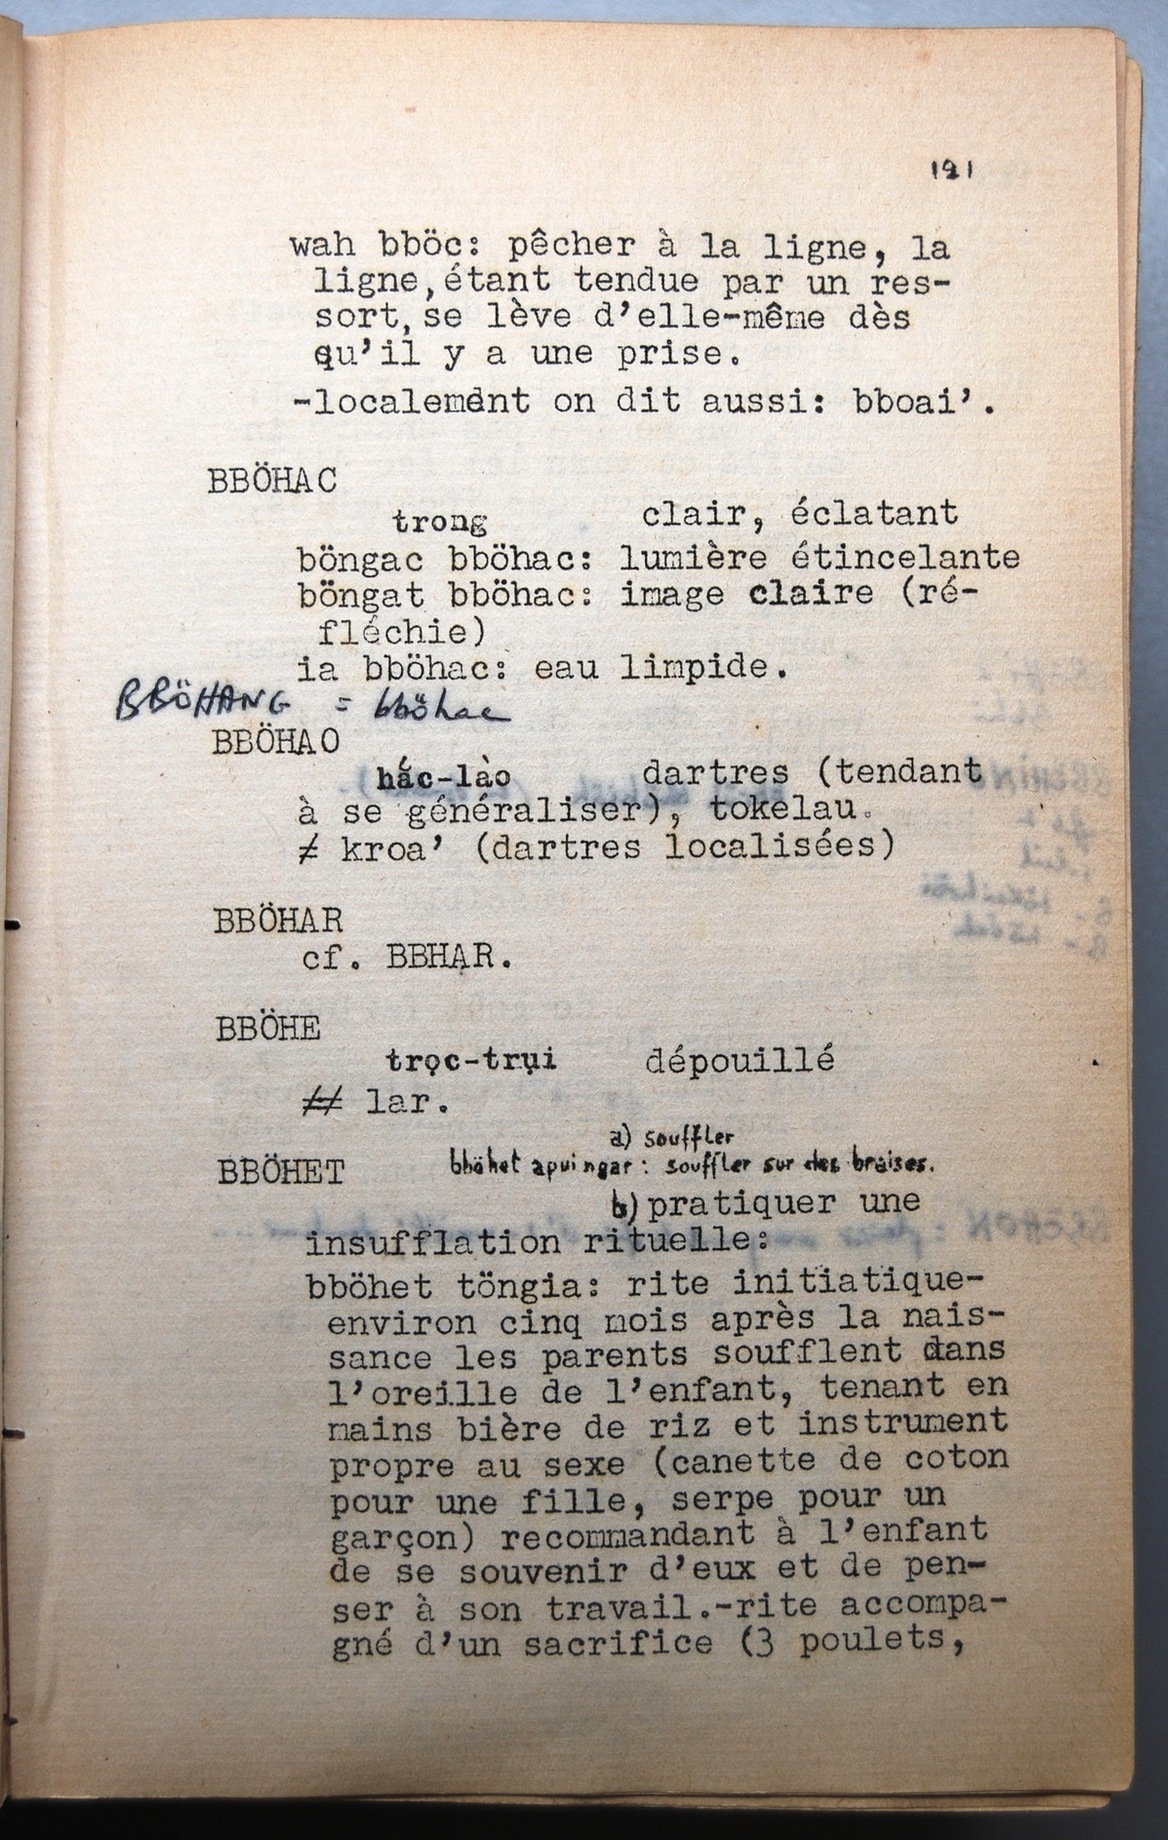 121
wah bböc: pêcher à la ligne, la
ligne,étant tendue par un res-
sort,se lève d'elle-même dès
qu'il y a une prise.
-localemént on dit aussi: bboai'.
BBÖHAC
trong clair, éclatant
böngac bböhac: lumière étincelante
böngat bböhac: image claire (ré-
fléchie)
ia bböhac: eau limpide.
BBÖHANG = bböhac
BBÖHAO
hắc-lào dartres (tendant
à se généraliser), tokelau.
≠ kroa' (dartres localisées)
BBÖHAR
cf. BBHAR.
BBÖHE
trọc-trụi dépouillé
≠ lar.
a) souffler
BBÖHET bböhet apui ngar : souffler sur des braises.
b) pratiquer une
insufflation rituelle:
bböhet töngia: rite initiatique-
environ cinq mois après la nais-
sance les parents soufflent dans
l'oreille de l'enfant, tenant en
mains bière de riz et instrument
propre au sexe (canette de coton
pour une fille, serpe pour un
garçon) recommandant à l'enfant
de se souvenir d'eux et de pen-
ser à son travail.-rite accompa-
gné d'un sacrifice (3 poulets,